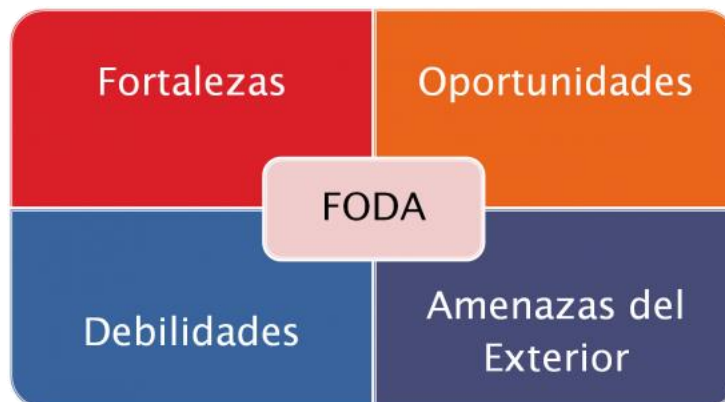 Fortalezas
Oportunidades
FODA
Debilidades
Amenazas del
Exterior